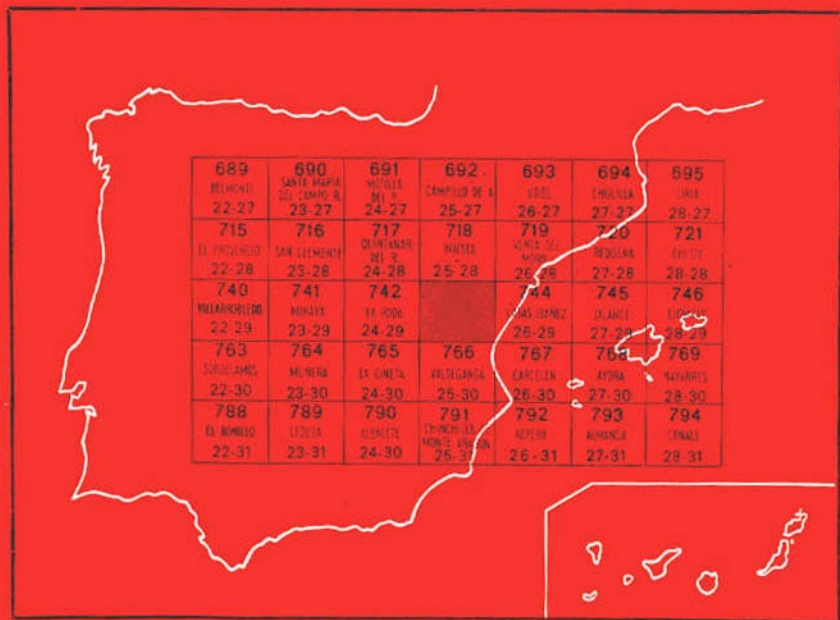 689
BELMONTE
22-27
690
SANTA MARIA
DEL CAMPO R.
23-27
691
MOTILLA
DEL P.
24-27
692.
CAMPILLO DE A.
25-27
693
UTIEL
26-27
694
CHULILLA
27-27
695
LIRIA
28-27
715
EL PROVENCIO
22-28
716
SAN CLEMENTE
23-28
717
QUINTANAR
DEL R.
24-28
718
INIESTA
25-28
719
VENTA DEL
MORO
26-28
720
REQUENA
27-28
721
CHESTE
28-28
740
VILLARROBLEDO
22-29
741
MINAYA
23-29
742
LA RODA
24-29
744
CASAS IBAÑEZ
26-29
745
JALANCE
27-29
746
28-29
763
SOTUELAMOS
22-30
764
MUNERA
23-30
765
LA GINETA
24-30
766
VALDEGANGA
25-30
767
CARCELEN
26-30
768
AYORA
27-30
769
NAVARRES
28-30
788
EL BONILLO
22-31
789
LEZUZA
23-31
790
ALBACETE
24-30
791
CHINCHILLA
MONTE ARAGON
25-31
792
ALPERA
26-31
793
ALMANSA
27-31
794
CANALS
28-31